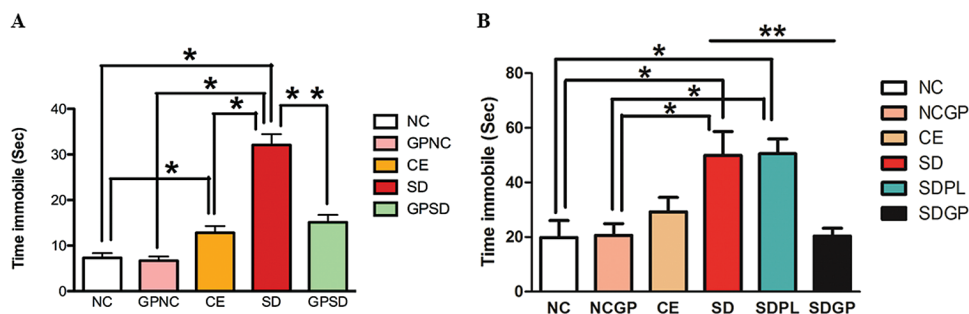 A
Time immobile (Sec)
40
30
20
10
0
*
*
*
* *
*
NC
GPNC
CE
SD
GPSD
NC
GPNC
CE
SD
GPSD
B
Time immobile (Sec)
80
60
40
20
0
**
*
*
*
*
NC
NCGP
CE
SD
SDPL
SDGP
NC
NCGP
CE
SD
SDPL
SDGP